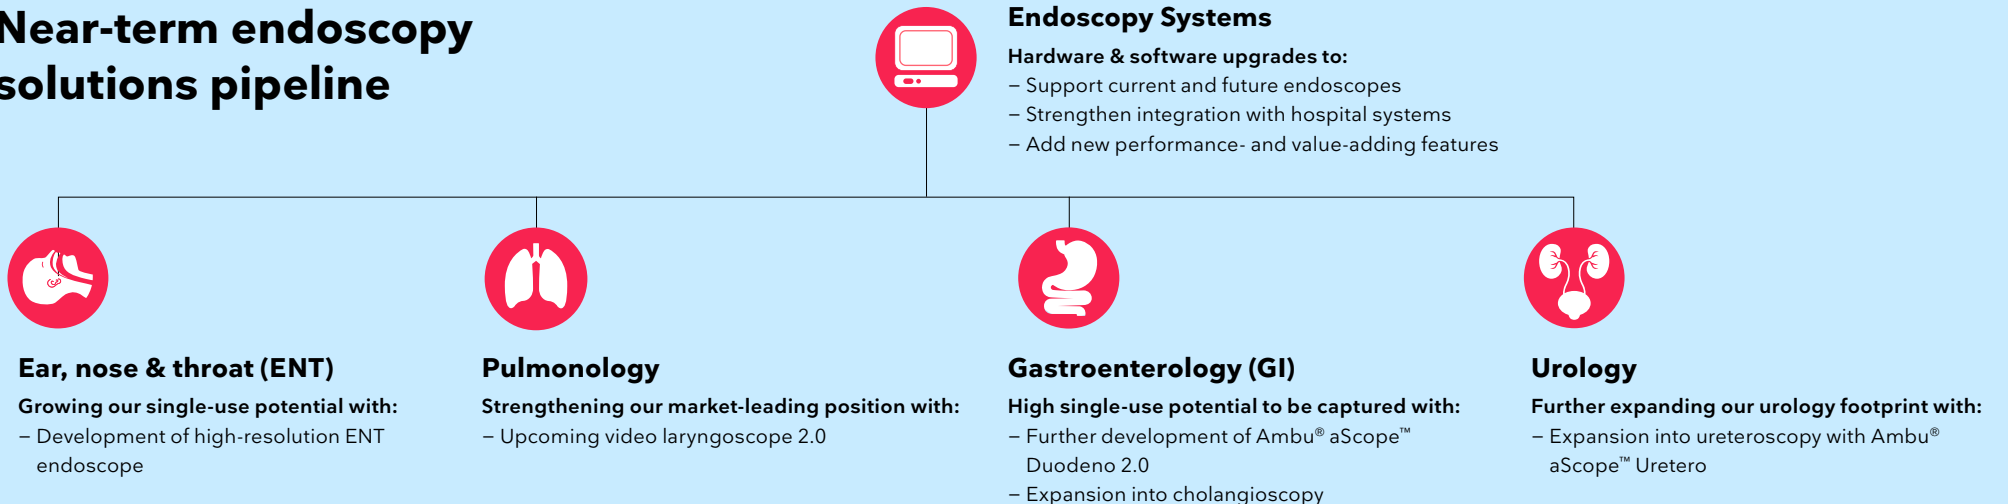 Near-term endoscopy
solutions pipeline
Endoscopy Systems
Hardware & software upgrades to:
– Support current and future endoscopes
– Strengthen integration with hospital systems
– Add new performance- and value-adding features
Ear, nose & throat (ENT)
Growing our single-use potential with:
– Development of high-resolution ENT
endoscope
Pulmonology
Strengthening our market-leading position with:
– Upcoming video laryngoscope 2.0
Gastroenterology (GI)
High single-use potential to be captured with:
– Further development of Ambu® aScope™
Duodeno 2.0
– Expansion into cholangioscopy
Urology
Further expanding our urology footprint with:
– Expansion into ureteroscopy with Ambu®
aScope™ Uretero